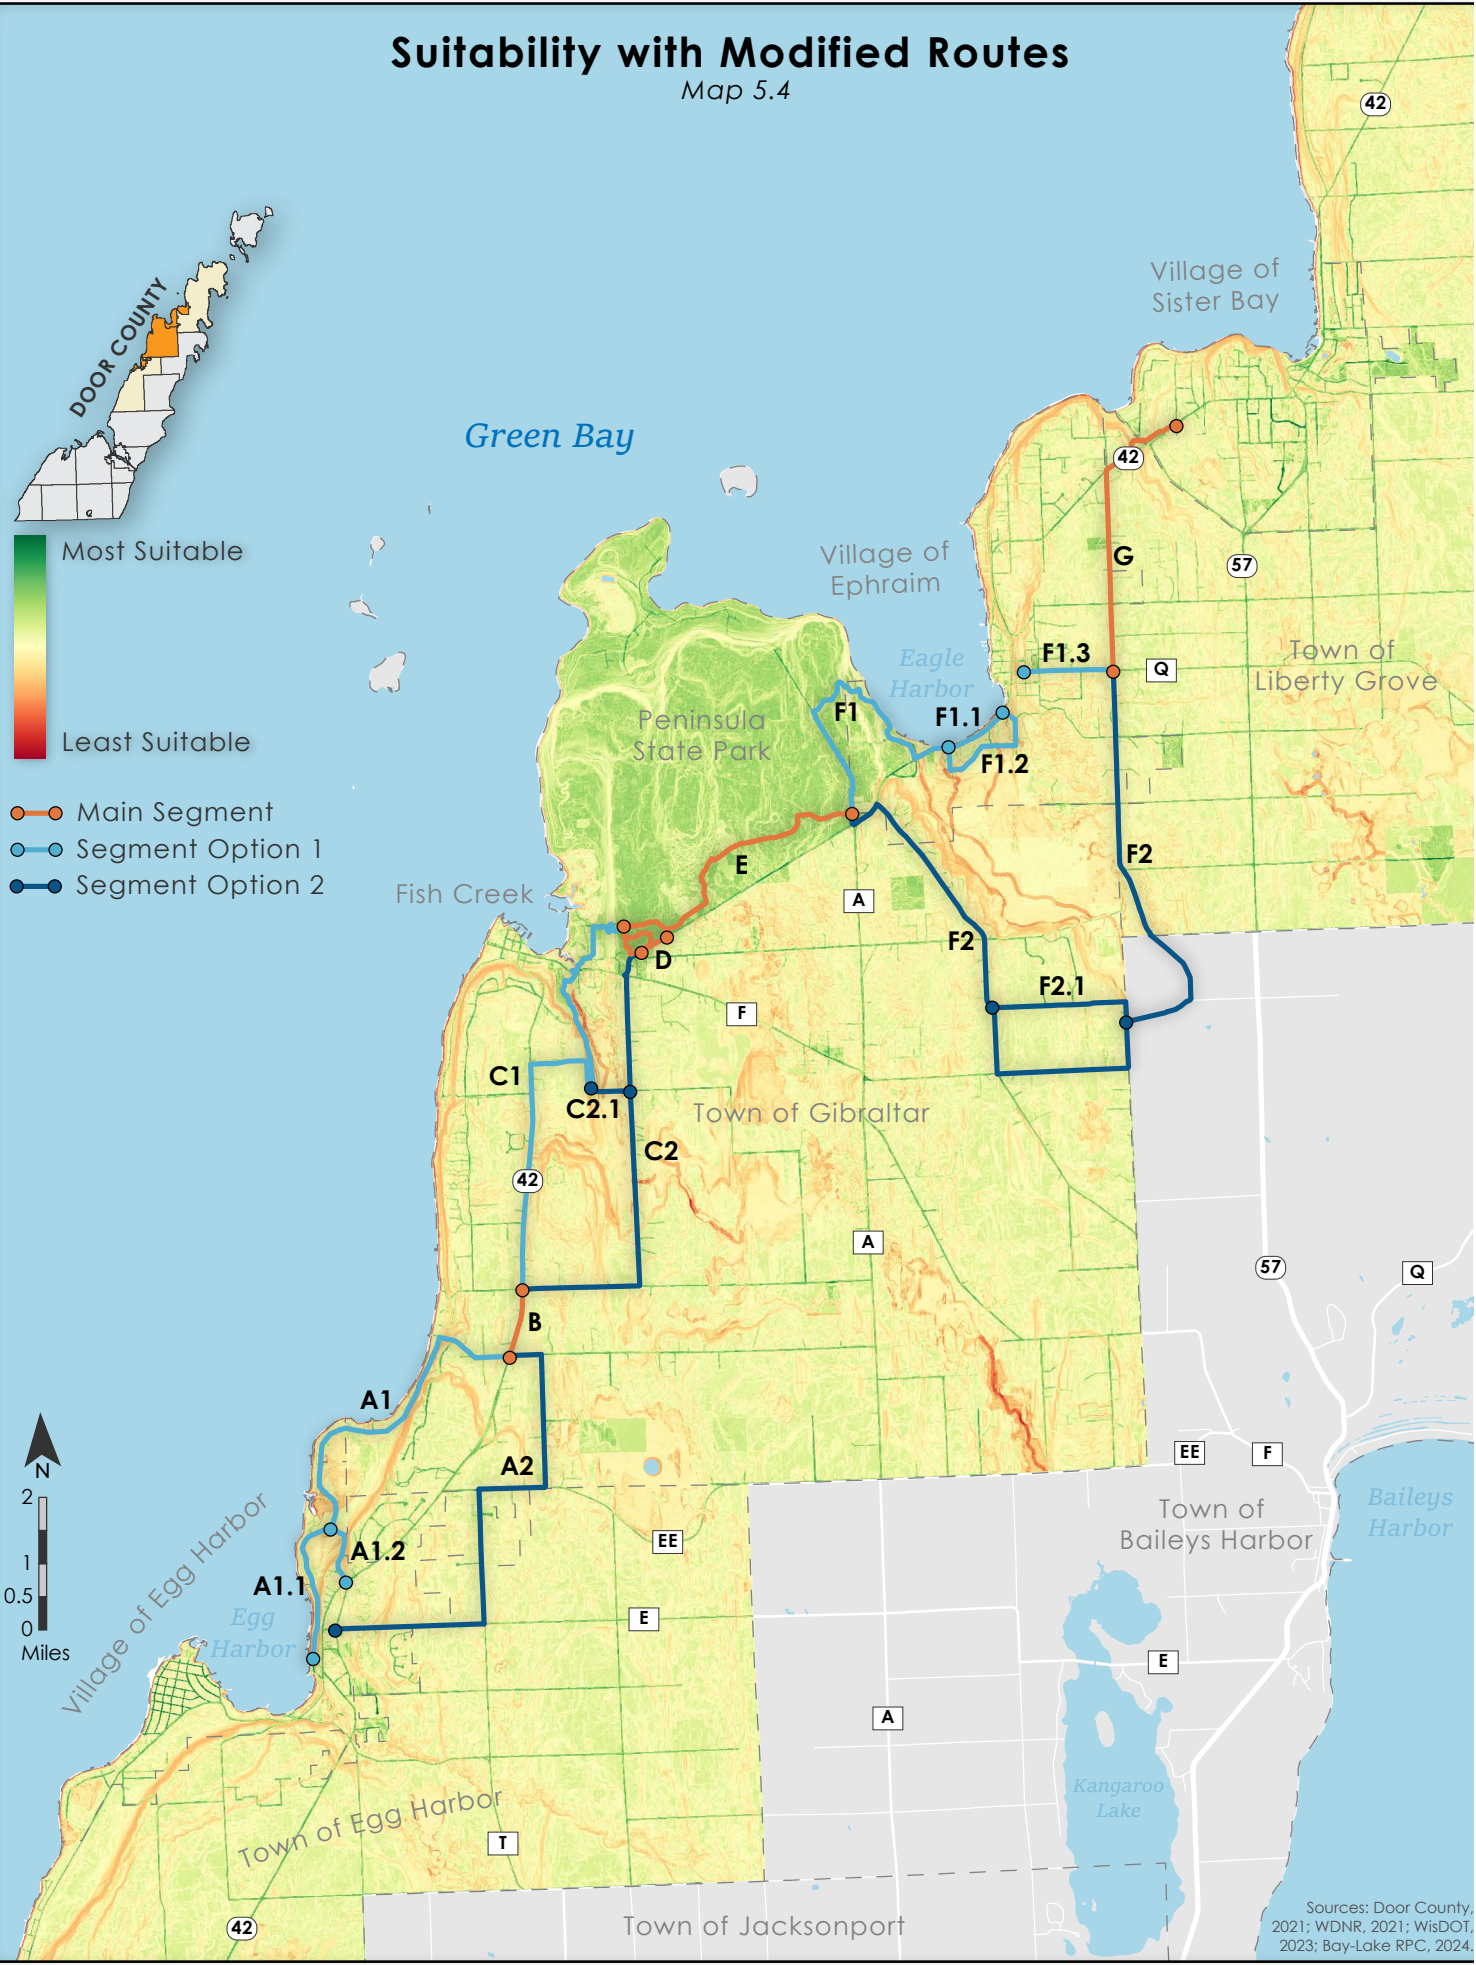 Suitability with Modified Routes
Map 5.4
42
Village of
Sister Bay
DOOR COUNTY
Green Bay
42
Most Suitable
Village of
Ephraim
G
57
Eagle
Harbor
F1.3
Q
Town of
Liberty Grove
Peninsula
State Park
F1
F1.1
F1.2
Least Suitable
Main Segment
Segment Option 1
Segment Option 2
E
F2
Fish Creek
A
F2
D
F2.1
F
C1
C2.1
Town of Gibraltar
C2
42
A
57
Q
B
A1
A2
N
2
1
0.5
0
Miles
EE
F
Town of
Baileys Harbor
Baileys
Harbor
EE
A1.2
A1.1
Village of Egg Harbor
Egg
Harbor
E
E
A
Kangaroo
Lake
Town of Egg Harbor
T
42
Town of Jacksonport
Sources: Door County,
2021; WDNR, 2021; WisDOT,
2023; Bay-Lake RPC, 2024.